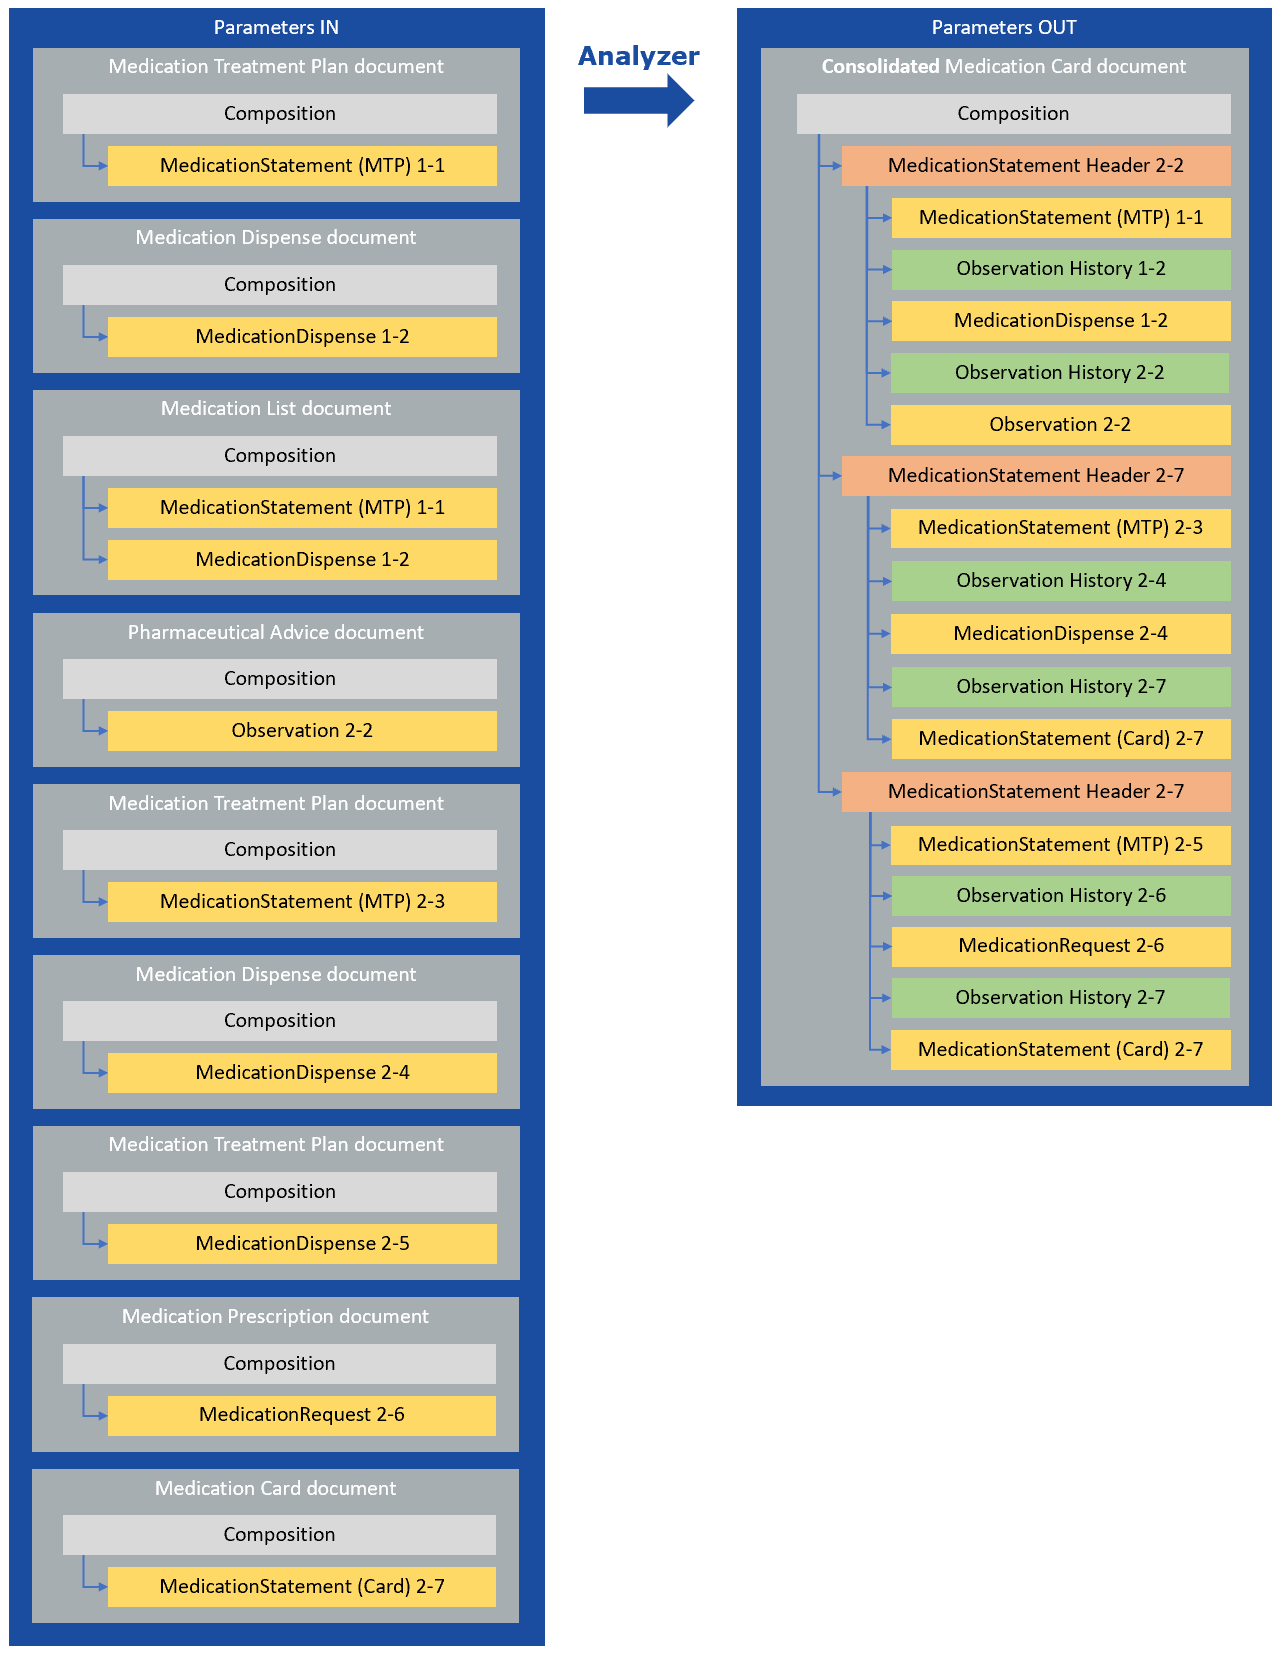 Parameters IN
Medication Treatment Plan document
Composition
MedicationStatement (MTP) 1-1
Medication Dispense document
Composition
MedicationDispense 1-2
Medication List document
Composition
MedicationStatement (MTP) 1-1
MedicationDispense 1-2
Pharmaceutical Advice document
Composition
Observation 2-2
Medication Treatment Plan document
Composition
MedicationStatement (MTP) 2-3
Medication Dispense document
Composition
MedicationDispense 2-4
Medication Treatment Plan document
Composition
MedicationDispense 2-5
Medication Prescription document
Composition
MedicationRequest 2-6
Medication Card document
Composition
MedicationStatement (Card) 2-7
Analyzer
Parameters OUT
Consolidated Medication Card document
Composition
MedicationStatement Header 2-2
MedicationStatement (MTP) 1-1
Observation History 1-2
MedicationDispense 1-2
Observation History 2-2
Observation 2-2
MedicationStatement Header 2-7
MedicationStatement (MTP) 2-3
Observation History 2-4
MedicationDispense 2-4
Observation History 2-7
MedicationStatement (Card) 2-7
MedicationStatement Header 2-7
MedicationStatement (MTP) 2-5
Observation History 2-6
MedicationRequest 2-6
Observation History 2-7
MedicationStatement (Card) 2-7